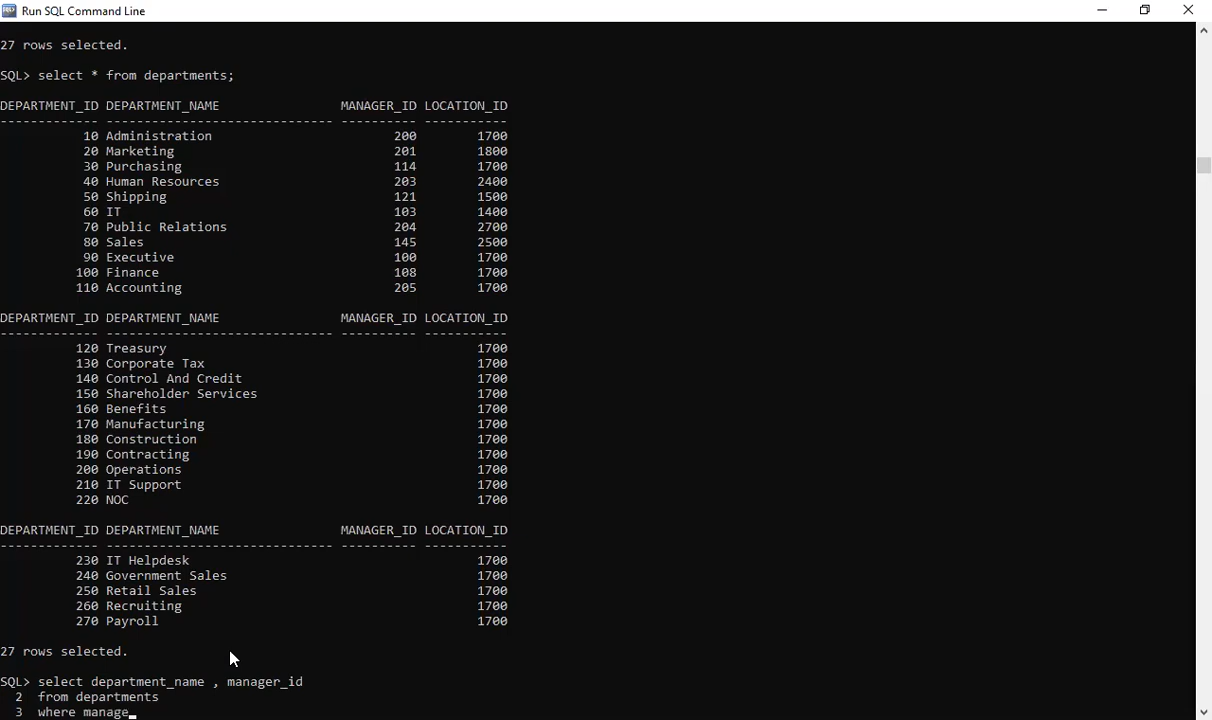 Run SQL Command Line
27 rows selected.
SQL> select * from departments;
DEPARTMENT_ID DEPARTMENT_NAME MANAGER_ID LOCATION_ID
------------- ------------------------------ ---------- -----------
10 Administration 200 1700
20 Marketing 201 1800
30 Purchasing 114 1700
40 Human Resources 203 2400
50 Shipping 121 1500
60 IT 103 1400
70 Public Relations 204 2700
80 Sales 145 2500
90 Executive 100 1700
100 Finance 108 1700
110 Accounting 205 1700
DEPARTMENT_ID DEPARTMENT_NAME MANAGER_ID LOCATION_ID
------------- ------------------------------ ---------- -----------
120 Treasury 1700
130 Corporate Tax 1700
140 Control And Credit 1700
150 Shareholder Services 1700
160 Benefits 1700
170 Manufacturing 1700
180 Construction 1700
190 Contracting 1700
200 Operations 1700
210 IT Support 1700
220 NOC 1700
DEPARTMENT_ID DEPARTMENT_NAME MANAGER_ID LOCATION_ID
------------- ------------------------------ ---------- -----------
230 IT Helpdesk 1700
240 Government Sales 1700
250 Retail Sales 1700
260 Recruiting 1700
270 Payroll 1700
27 rows selected.
SQL> select department_name , manager_id
2 from departments
3 where manage_